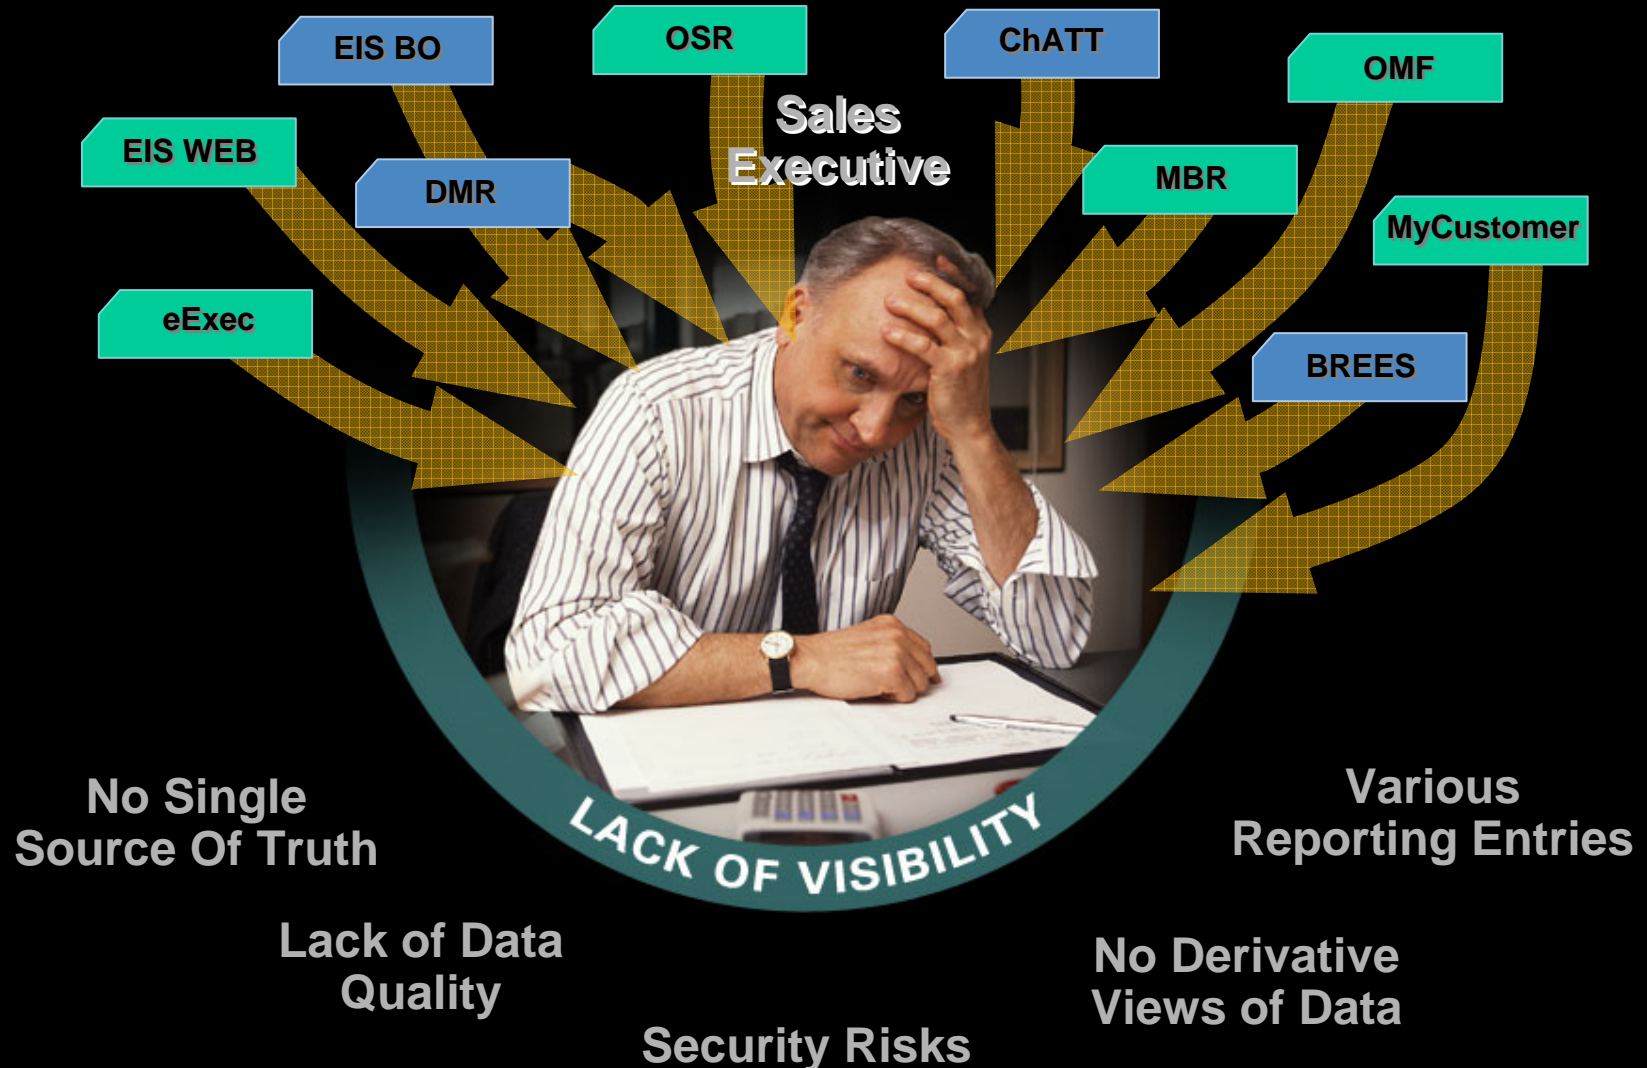 EIS BO
OSR
ChATT
OMF
Sales
Executive
EIS WEB
DMR
MBR
MyCustomer
eExec
BREES
LACK OF VISIBILITY
No Single
Source Of Truth
Various
Reporting Entries
Lack of Data
Quality
No Derivative
Views of Data
Security Risks